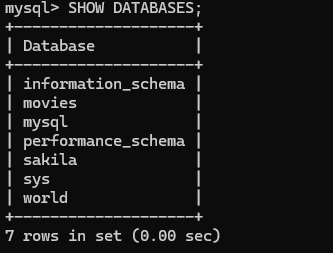 mysql> SHOW DATABASES;
+--------------------+
| Database           |
+--------------------+
| information_schema |
| movies             |
| mysql              |
| performance_schema |
| sakila             |
| sys                |
| world              |
+--------------------+
7 rows in set (0.00 sec)